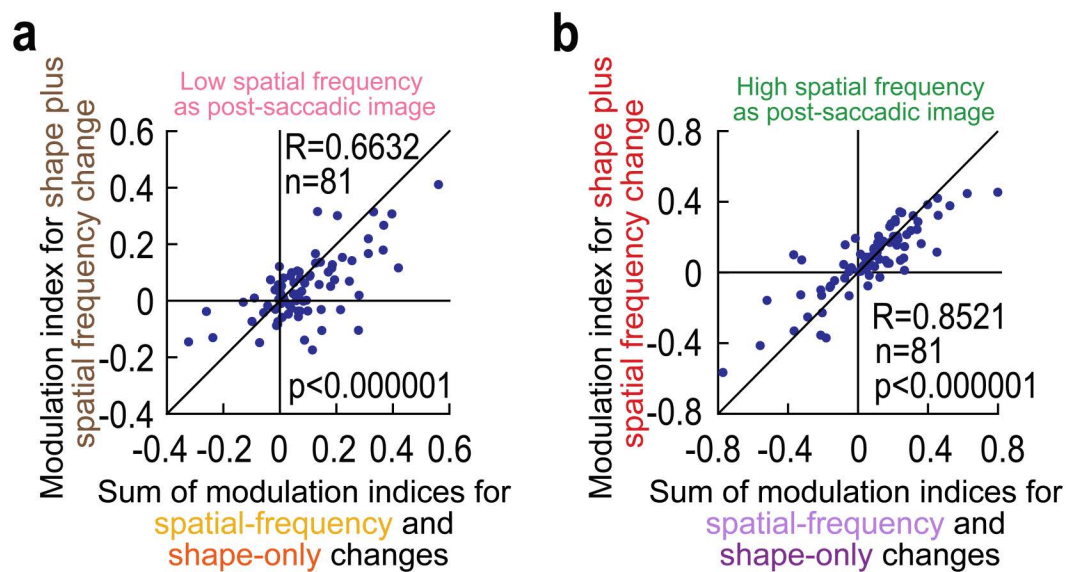 a
Modulation index for shape plus
spatial frequency change
Low spatial frequency
as post-saccadic image
0.6
0.4
0.2
0
-0.2
-0.4
R=0.6632
n=81
p<0.000001
-0.4 -0.2 0 0.2 0.4 0.6
Sum of modulation indices for
spatial-frequency and
shape-only changes
b
Modulation index for shape plus
spatial frequency change
High spatial frequency
as post-saccadic image
0.8
0.4
0
-0.4
-0.8
R=0.8521
n=81
p<0.000001
-0.8 -0.4 0 0.4 0.8
Sum of modulation indices for
spatial-frequency and
shape-only changes